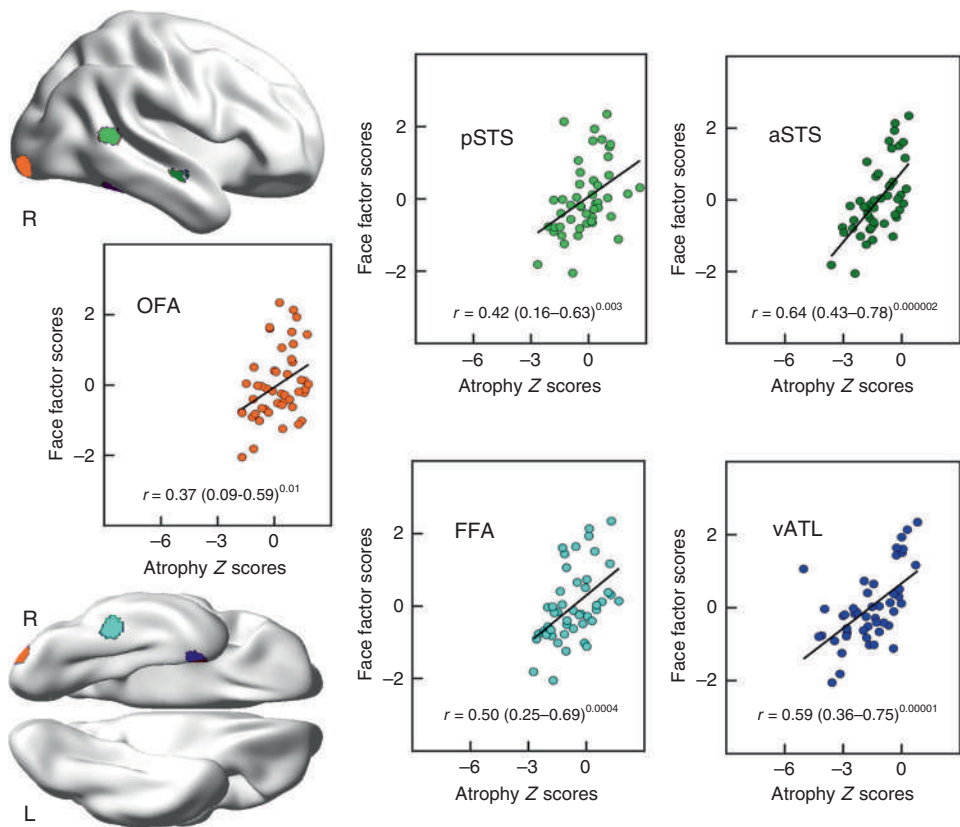 R
pSTS
Face factor scores
2
0
−2
r = 0.42 (0.16–0.63)0.003
−6 −3 0
Atrophy Z scores
aSTS
Face factor scores
2
0
−2
r = 0.64 (0.43–0.78)0.000002
−6 −3 0
Atrophy Z scores
OFA
Face factor scores
2
0
−2
r = 0.37 (0.09-0.59)0.01
−6 −3 0
Atrophy Z scores
R
L
FFA
Face factor scores
2
0
−2
r = 0.50 (0.25–0.69)0.0004
−6 −3 0
Atrophy Z scores
vATL
Face factor scores
2
0
−2
r = 0.59 (0.36–0.75)0.00001
−6 −3 0
Atrophy Z scores